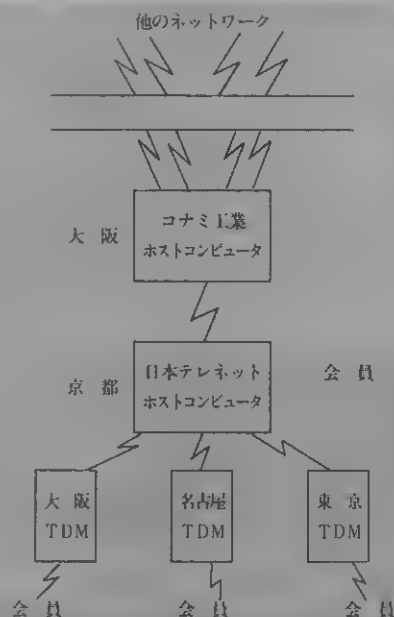 他のネットワーク
大阪
コナミ工業
ホストコンピュータ
京都
日本テレネット
ホストコンピュータ
会員
大阪
TDM
名古屋
TDM
東京
TDM
会員
会員
会員